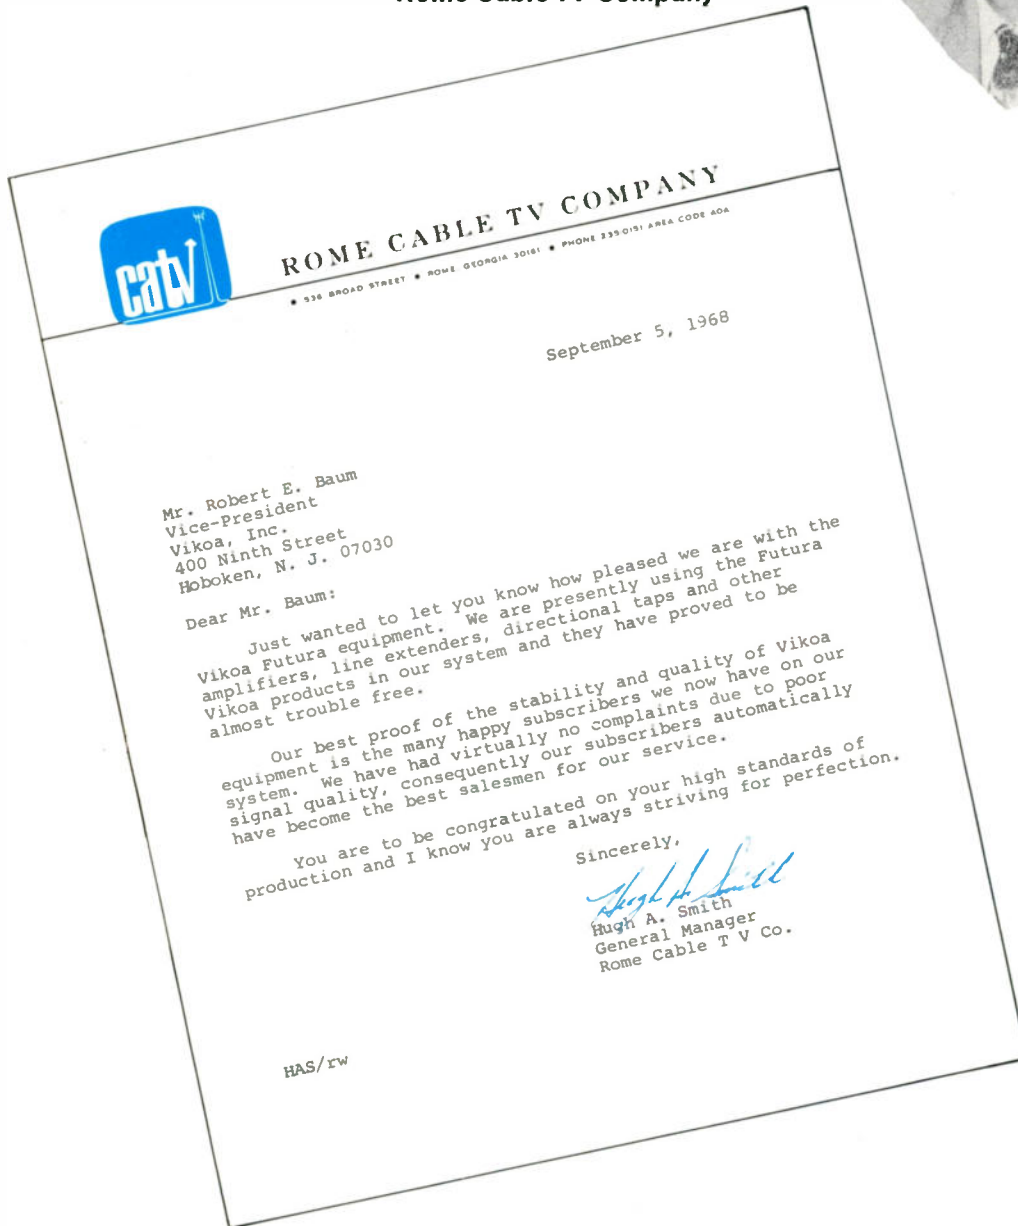 Rome Cable TV Company
catv
ROME CABLE TV COMPANY
• 536 BROAD STREET • ROME, GEORGIA 30161 • PHONE 235-0151 AREA CODE 404
September 5, 1968
Mr. Robert E. Baum
Vice-President
Vikoa, Inc.
400 Ninth Street
Hoboken, N. J. 07030
Dear Mr. Baum:
Just wanted to let you know how pleased we are with the
Vikoa Futura equipment. We are presently using the Futura
amplifiers, line extenders, directional taps and other
Vikoa products in our system and they have proved to be
almost trouble free.
Our best proof of the stability and quality of Vikoa
equipment is the many happy subscribers we now have on our
system. We have had virtually no complaints due to poor
signal quality, consequently our subscribers automatically
have become the best salesmen for our service.
You are to be congratulated on your high standards of
production and I know you are always striving for perfection.
Sincerely,
Hugh A. Smith
Hugh A. Smith
General Manager
Rome Cable T V Co.
HAS/rw